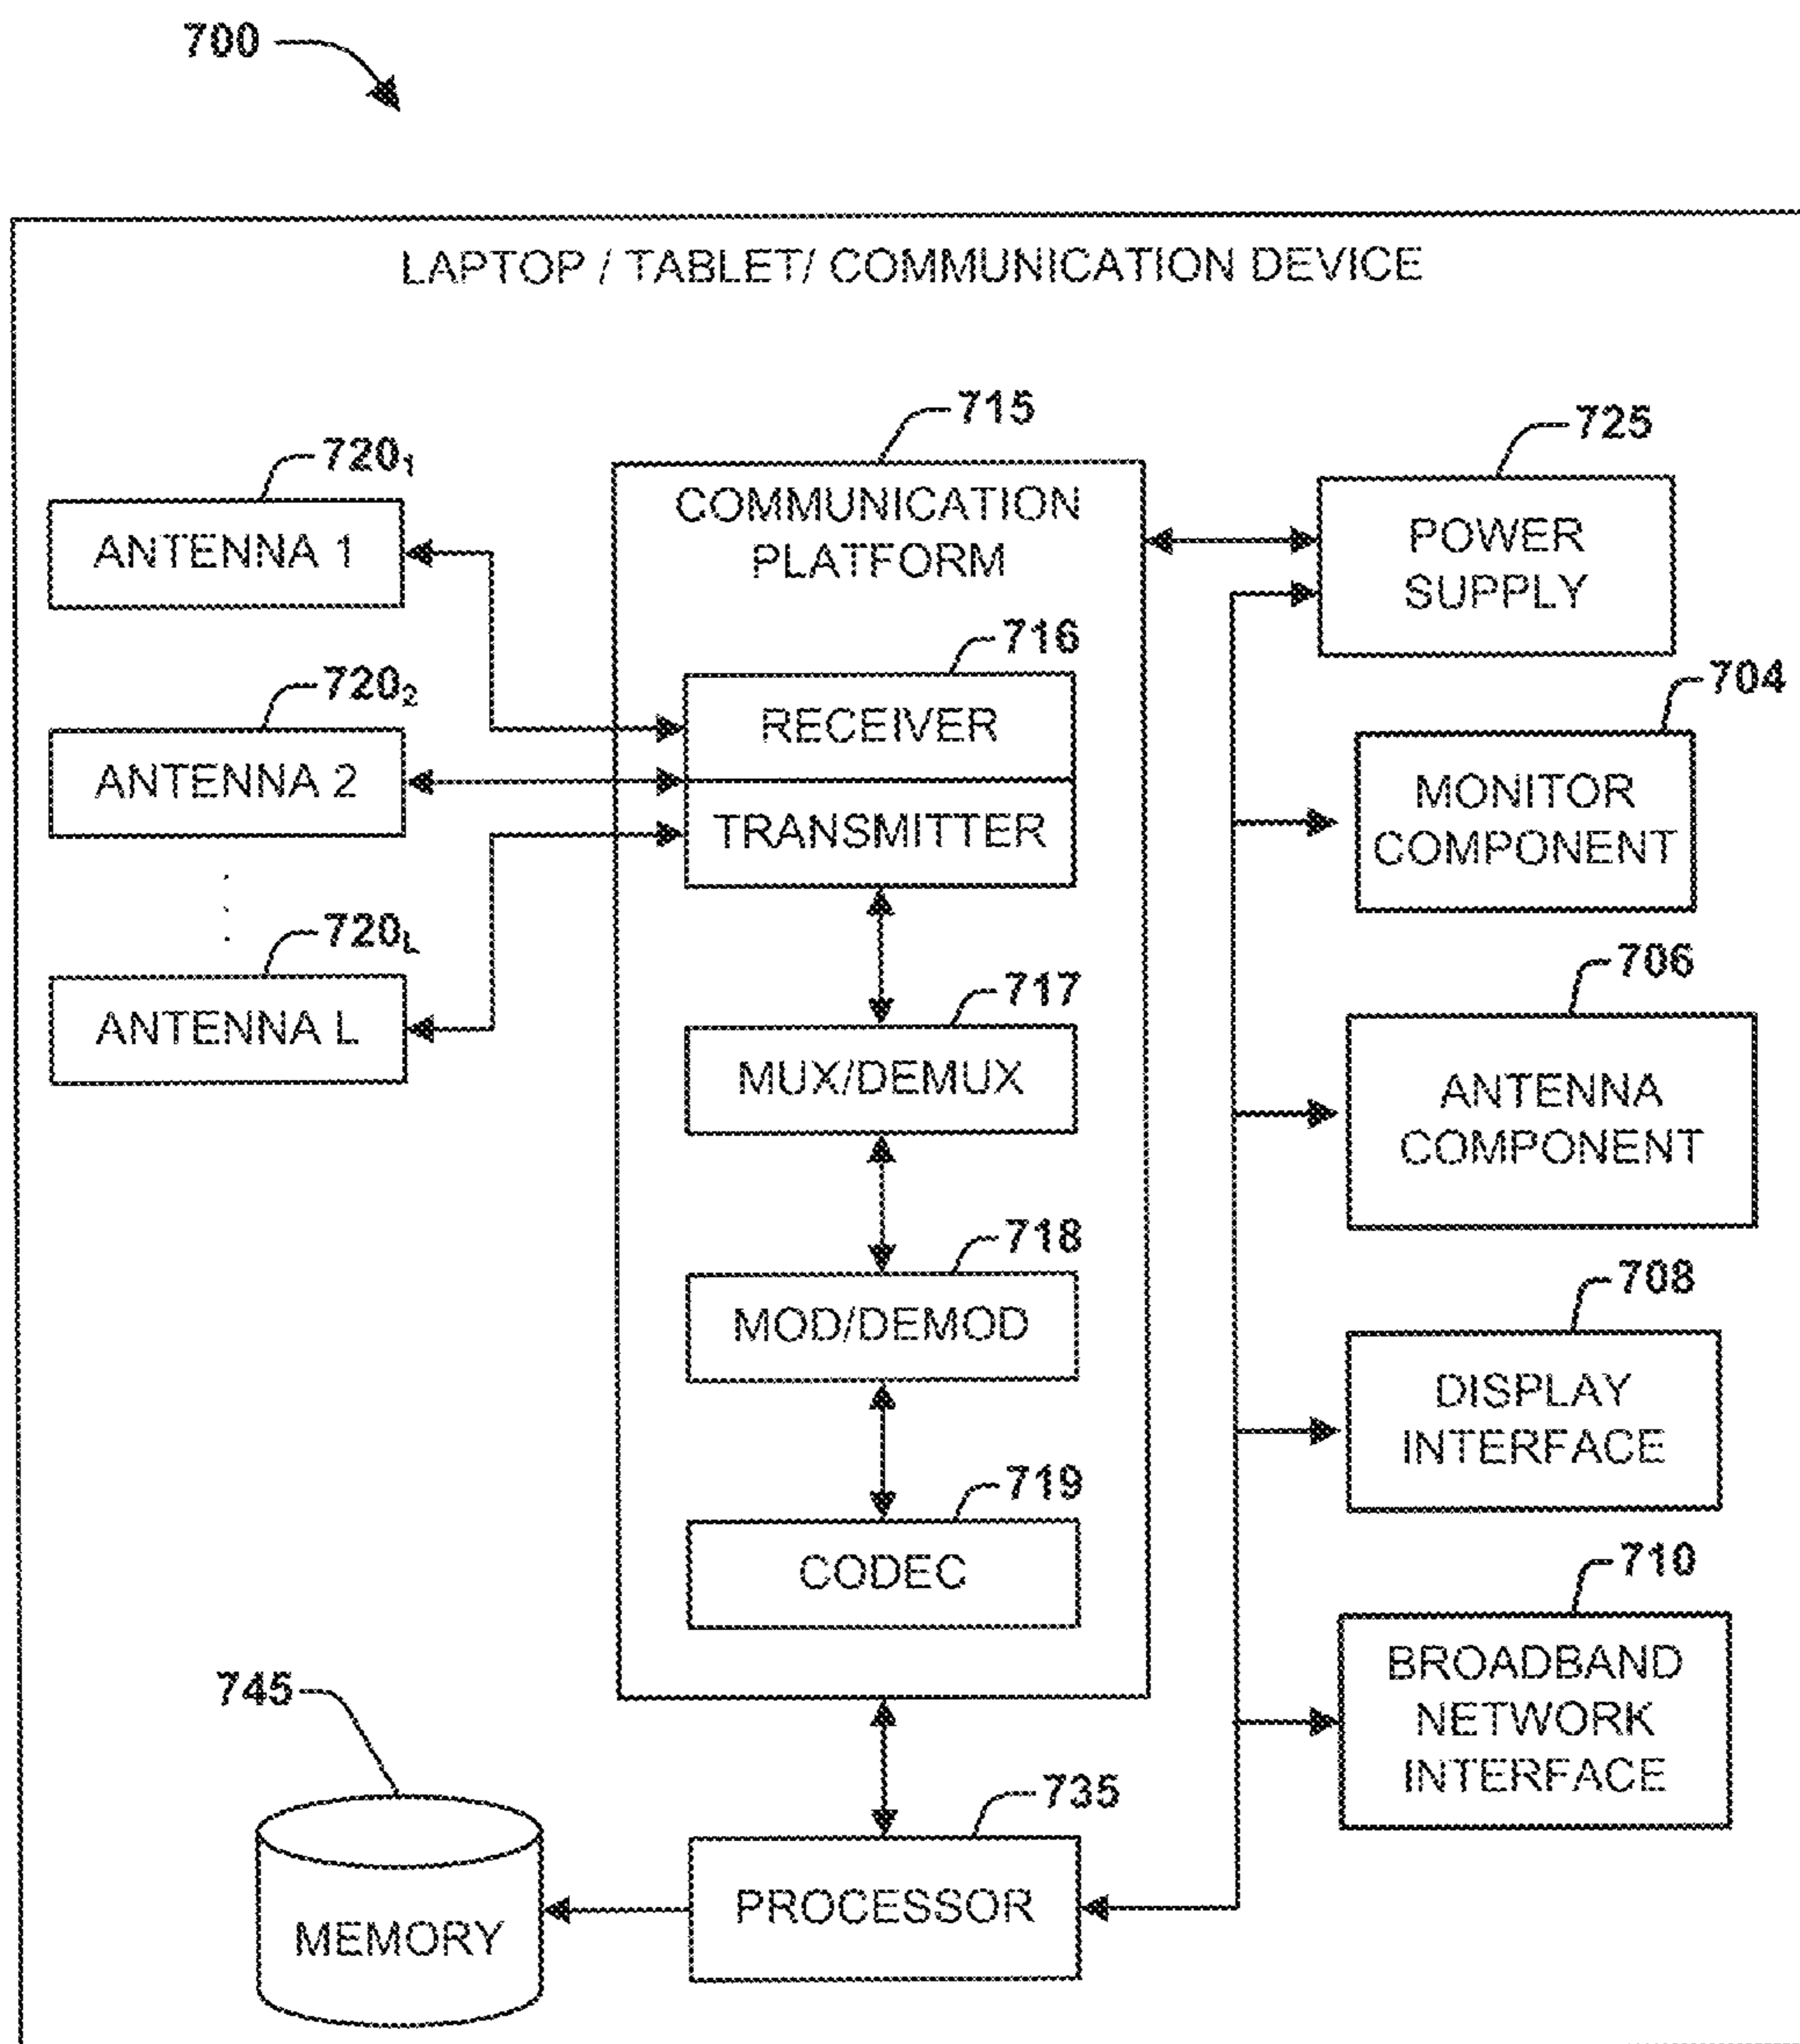 700
LAPTOP / TABLET/ COMMUNICATION DEVICE
715
725
720₁
ANTENNA 1
COMMUNICATION
PLATFORM
POWER
SUPPLY
716
720₂
704
RECEIVER
ANTENNA 2
MONITOR
COMPONENT
TRANSMITTER
720L
706
717
ANTENNA L
MUX/DEMUX
ANTENNA
COMPONENT
718
708
MOD/DEMOD
DISPLAY
INTERFACE
719
710
CODEC
BROADBAND
NETWORK
INTERFACE
745
735
PROCESSOR
MEMORY